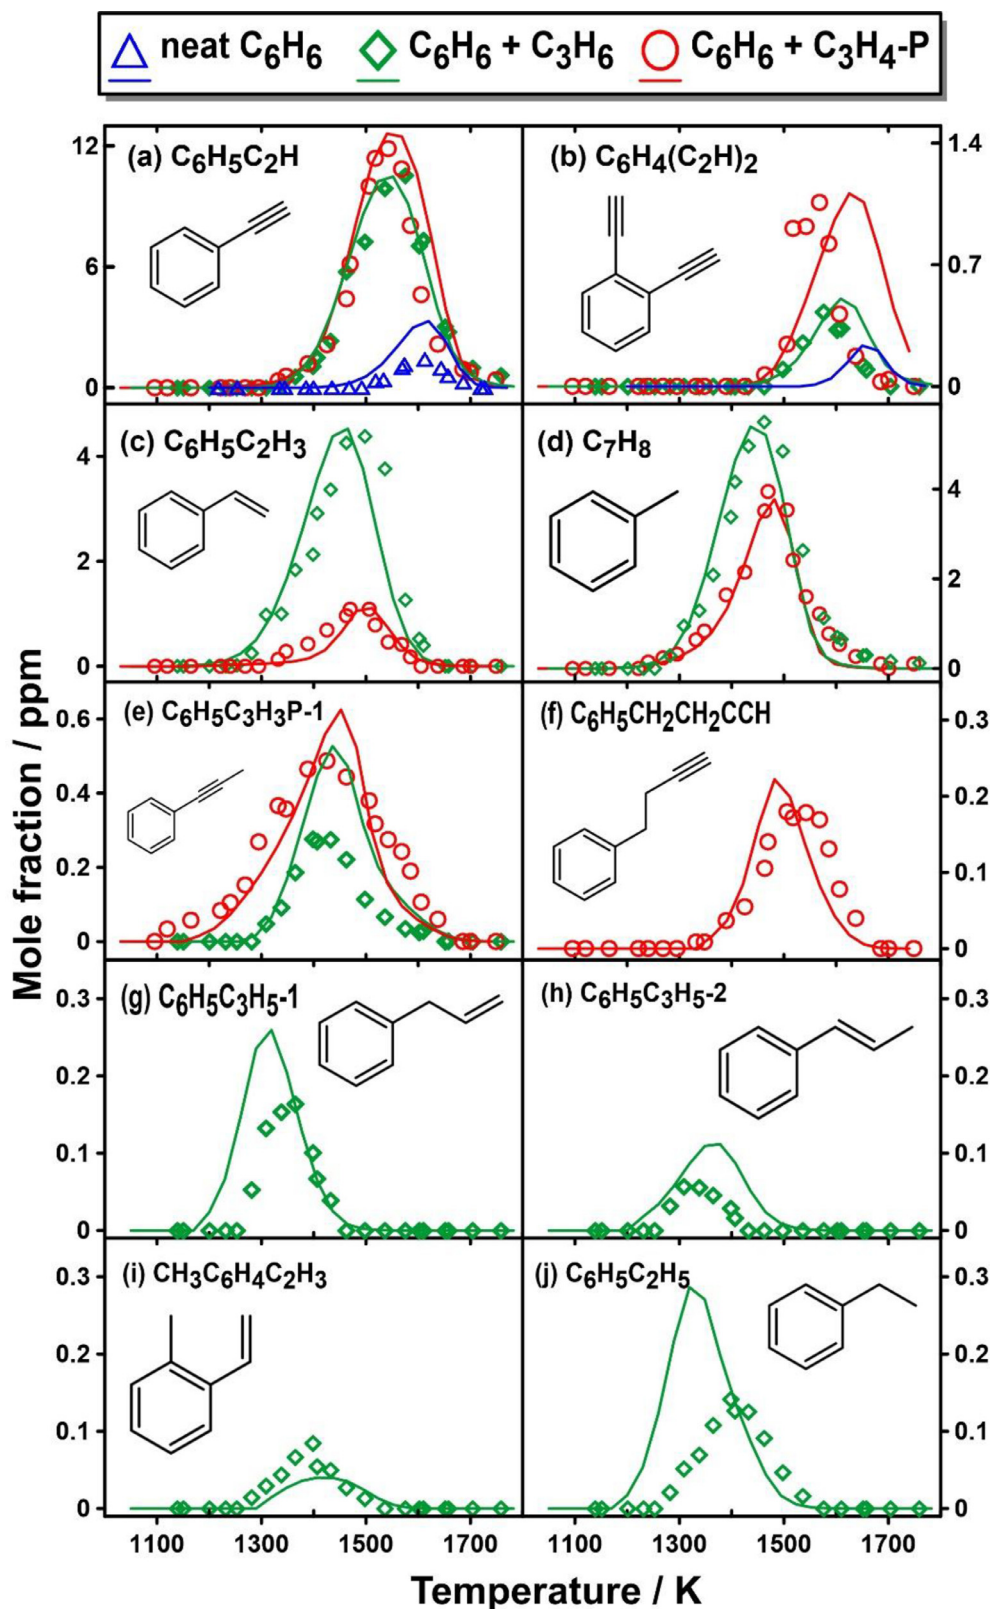 neat C6H6 C6H6 + C3H6 C6H6 + C3H4-P
(a) C6H5C2H
(b) C6H4(C2H)2
12
6
0
1.4
0.7
0
(c) C6H5C2H3
(d) C7H8
4
2
0
4
2
0
(e) C6H5C3H3P-1
(f) C6H5CH2CH2CCH
0.6
0.4
0.2
0
0.3
0.2
0.1
0
(g) C6H5C3H5-1
(h) C6H5C3H5-2
0.3
0.2
0.1
0
0.3
0.2
0.1
0
(i) CH3C6H4C2H3
(j) C6H5C2H5
0.3
0.2
0.1
0
0.3
0.2
0.1
0
1100 1300 1500 1700 1100 1300 1500 1700
Mole fraction / ppm
Temperature / K